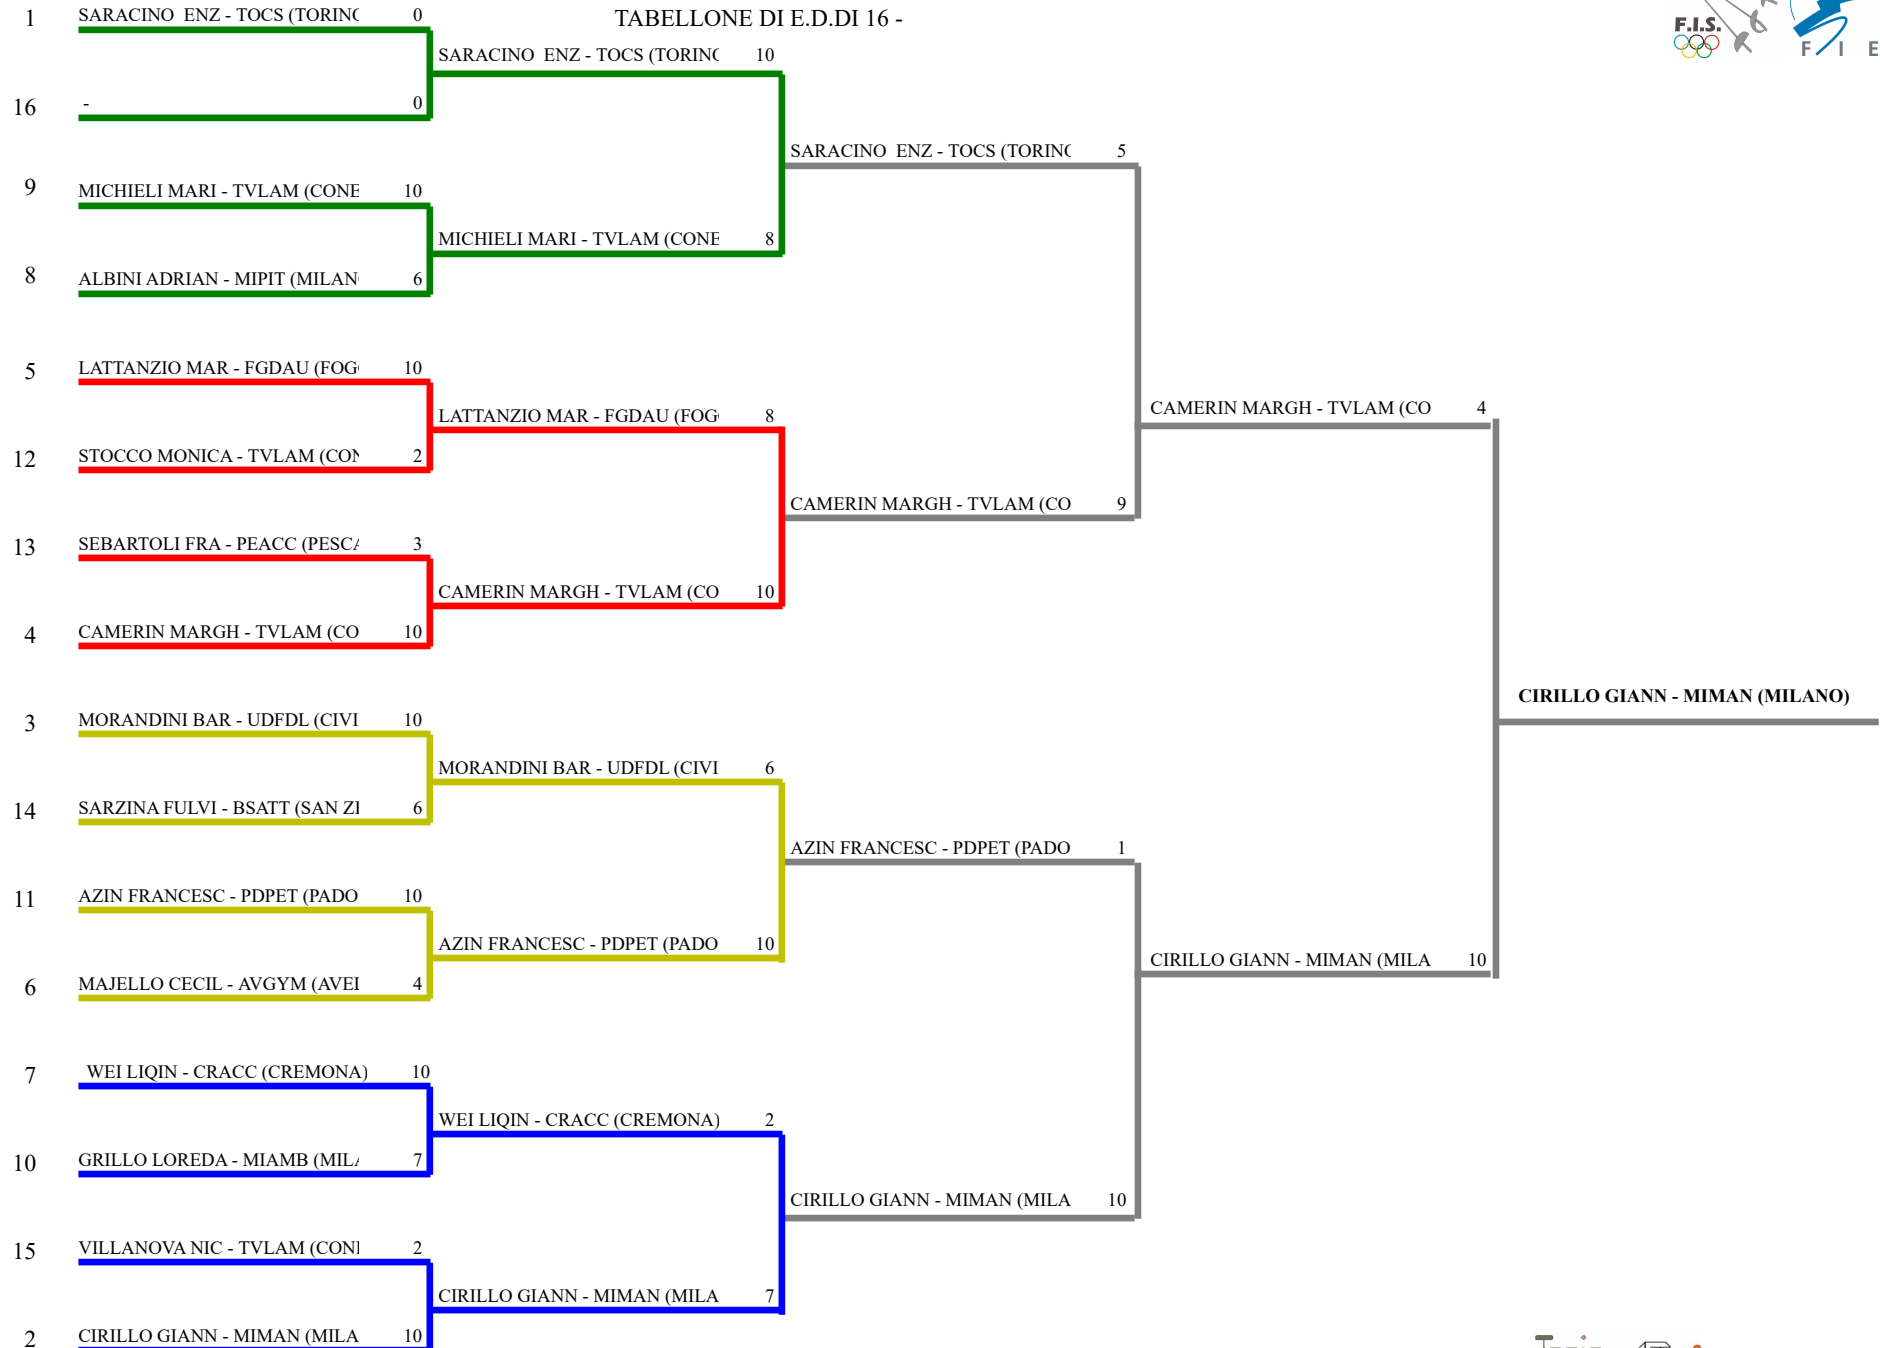 TABELLONE DI E.D.DI 16 -
F.I.S.
F I E
1 SARACINO ENZ - TOCS (TORINO 0
16 - 0
9 MICHIELI MARI - TVLAM (CONE 10
8 ALBINI ADRIAN - MIPIT (MILAN 6
5 LATTANZIO MAR - FGDAU (FOG 10
12 STOCCO MONICA - TVLAM (CON 2
13 SEBARTOLI FRA - PEACC (PESCA 3
4 CAMERIN MARGH - TVLAM (CO 10
3 MORANDINI BAR - UDFDL (CIVI 10
14 SARZINA FULVI - BSATT (SAN ZE 6
11 AZIN FRANCESC - PDPET (PADO 10
6 MAJELLO CECIL - AVGYM (AVEL 4
7 WEI LIQIN - CRACC (CREMONA) 10
10 GRILLO LOREDA - MIAMB (MILA 7
15 VILLANOVA NIC - TVLAM (CONE 2
2 CIRILLO GIANN - MIMAN (MILA 10
SARACINO ENZ - TOCS (TORINO 10
MICHIELI MARI - TVLAM (CONE 8
LATTANZIO MAR - FGDAU (FOG 8
CAMERIN MARGH - TVLAM (CO 10
MORANDINI BAR - UDFDL (CIVI 6
AZIN FRANCESC - PDPET (PADO 10
WEI LIQIN - CRACC (CREMONA) 2
CIRILLO GIANN - MIMAN (MILA 7
SARACINO ENZ - TOCS (TORINO 5
CAMERIN MARGH - TVLAM (CO 9
AZIN FRANCESC - PDPET (PADO 1
CIRILLO GIANN - MIMAN (MILA 10
CAMERIN MARGH - TVLAM (CO 4
CIRILLO GIANN - MIMAN (MILA 10
CIRILLO GIANN - MIMAN (MILANO)